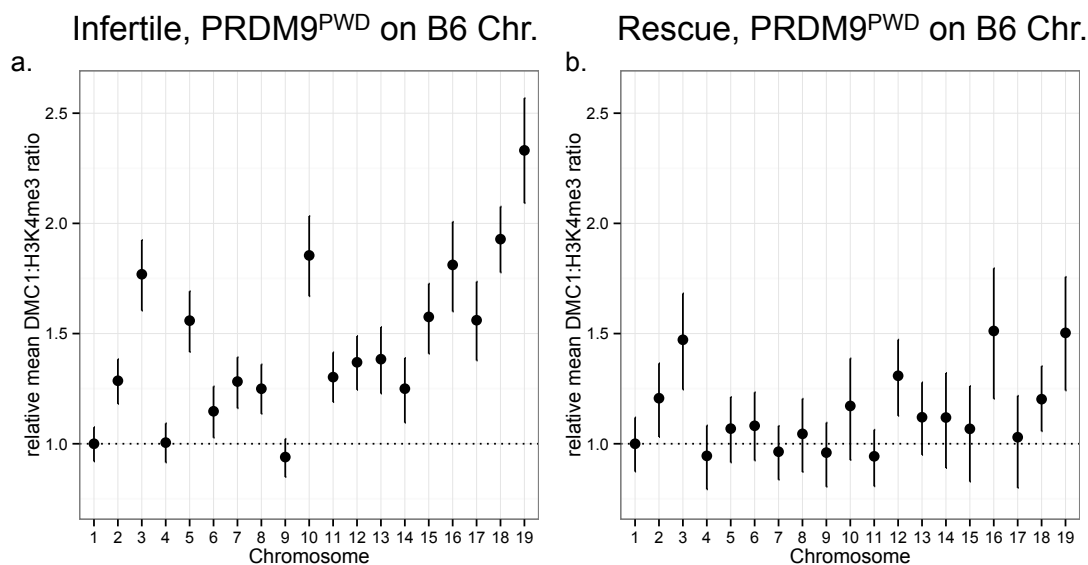 Infertile, PRDM9PWD on B6 Chr.
a.
relative mean DMC1:H3K4me3 ratio
2.5
2.0
1.5
1.0
1 2 3 4 5 6 7 8 9 10 11 12 13 14 15 16 17 18 19
Chromosome
Rescue, PRDM9PWD on B6 Chr.
b.
relative mean DMC1:H3K4me3 ratio
2.5
2.0
1.5
1.0
1 2 3 4 5 6 7 8 9 10 11 12 13 14 15 16 17 18 19
Chromosome